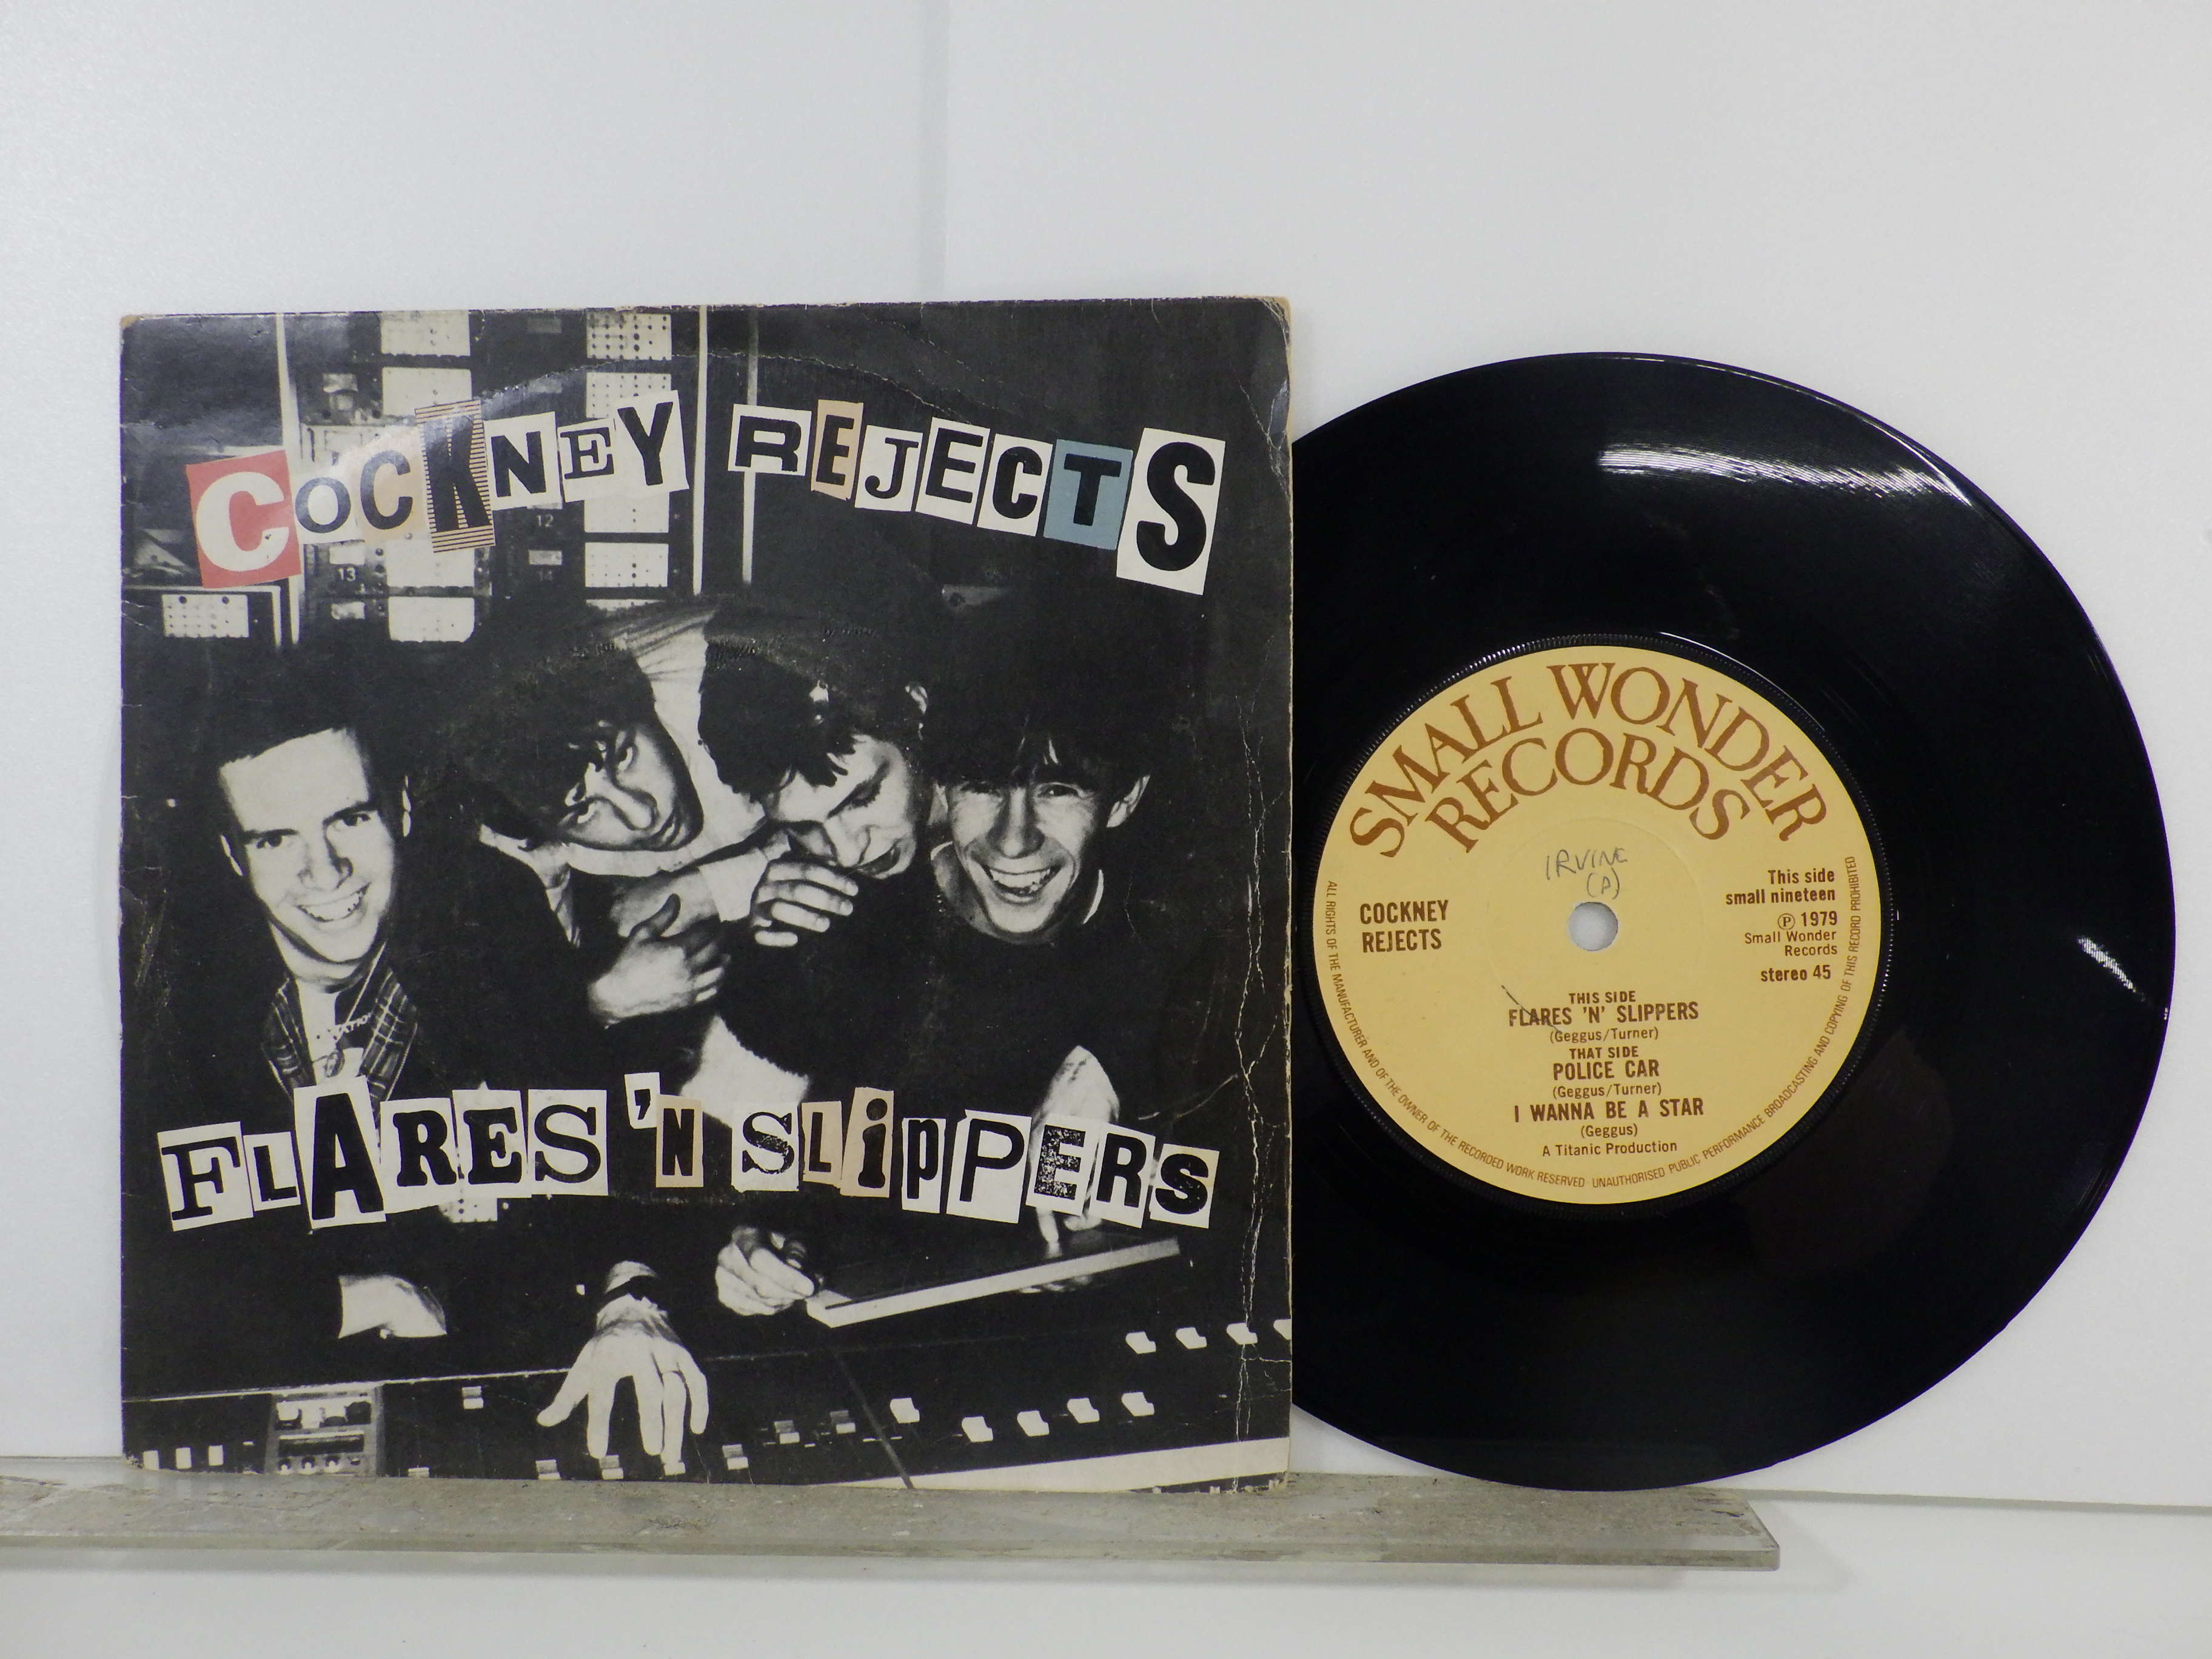 COCKNEY REJECTS
FLARES 'N SLIPPERS
12
13
14
SMALL WONDER
RECORDS
IRVINE
(P)
COCKNEY
REJECTS
This side
small nineteen
℗ 1979
Small Wonder
Records
stereo 45
THIS SIDE
FLARES 'N' SLIPPERS
(Geggus/Turner)
THAT SIDE
POLICE CAR
(Geggus/Turner)
I WANNA BE A STAR
(Geggus)
A Titanic Production
ALL RIGHTS OF THE MANUFACTURER AND OF THE OWNER OF THE RECORDED WORK RESERVED UNAUTHORISED PUBLIC PERFORMANCE BROADCASTING AND COPYING OF THIS RECORD PROHIBITED